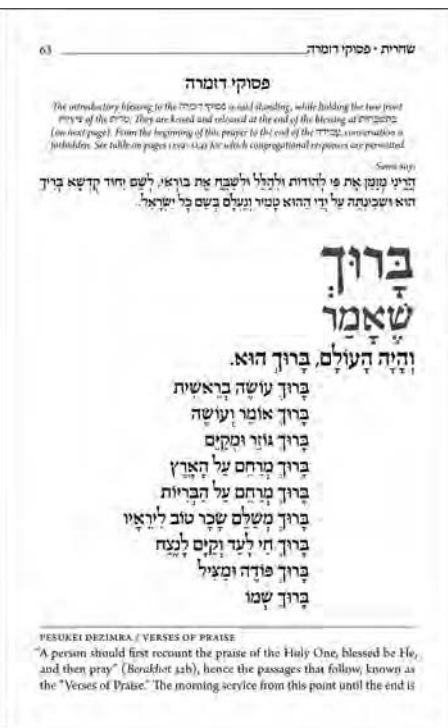 שחרית • פסוקי דזמרה 63
פסוקי דזמרה
The introductory blessing to the פסוקי דזמרה is said standing, while holding the two front
ציציות of the טלית. They are kissed and released at the end of the blessing at בתשבחות
(on next page). From the beginning of this prayer to the end of the עמידה, conversation is
forbidden. See table on pages for which congregational responses are permitted.
Some say:
הֲרֵינִי מְזַמֵּן אֶת פִּי לְהוֹדוֹת וּלְהַלֵּל וּלְשַׁבֵּחַ אֶת בּוֹרְאִי, לְשֵׁם יִחוּד קֻדְשָׁא בְּרִיךְ
הוּא וּשְׁכִינְתֵּהּ עַל יְדֵי הַהוּא טָמִיר וְנֶעְלָם בְּשֵׁם כָּל יִשְׂרָאֵל.
בָּרוּךְ
שֶׁאָמַר
וְהָיָה הָעוֹלָם, בָּרוּךְ הוּא.
בָּרוּךְ עוֹשֶׂה בְרֵאשִׁית
בָּרוּךְ אוֹמֵר וְעוֹשֶׂה
בָּרוּךְ גּוֹזֵר וּמְקַיֵּם
בָּרוּךְ מְרַחֵם עַל הָאָרֶץ
בָּרוּךְ מְרַחֵם עַל הַבְּרִיּוֹת
בָּרוּךְ מְשַׁלֵּם שָׂכָר טוֹב לִירֵאָיו
בָּרוּךְ חַי לָעַד וְקַיָּם לָנֶצַח
בָּרוּךְ פּוֹדֶה וּמַצִּיל
בָּרוּךְ שְׁמוֹ
PESUKEI DEZIMRA / VERSES OF PRAISE
"A person should first recount the praise of the Holy One, blessed be He,
and then pray" (Berakhot 32b), hence the passages that follow, known as
the "Verses of Praise." The morning service from this point until the end is